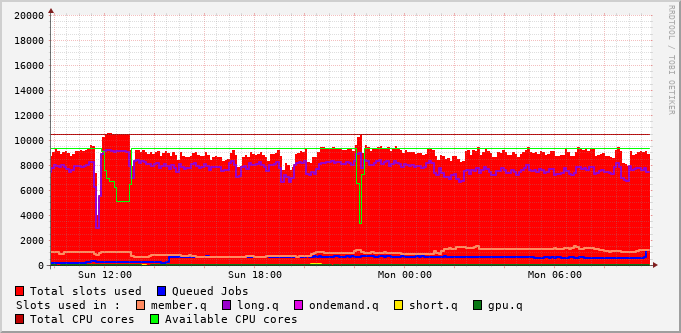 20000
18000
16000
14000
12000
10000
8000
6000
4000
2000
0
Sun 12:00 Sun 18:00 Mon 00:00 Mon 06:00
RRDTOOL / TOBI OETIKER
Total slots used Queued Jobs
Slots used in : member.q long.q ondemand.q short.q gpu.q
Total CPU cores Available CPU cores